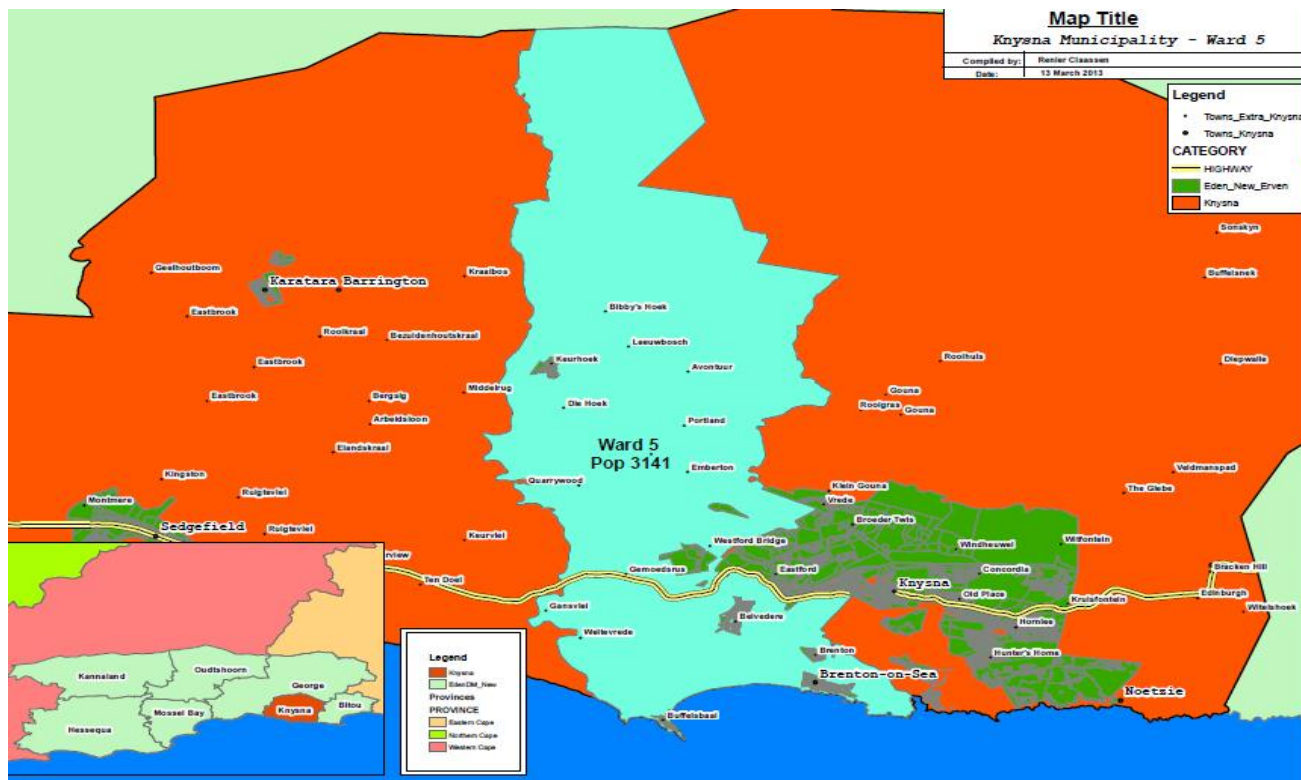 Map Title
Knysna Municipality - Ward 5
Compiled by: Renier Claassen
Date: 13 March 2013
Legend
Towns_Extra_Knysna
Towns_Knysna
CATEGORY
HIGHWAY
Eden_New_Erven
Knysna
Sonskyn
Geelhoutboom
Karatara
Barrington
Kraaibos
Buffelsnek
Eastbrook
Bibby's Hoek
Rooikraal
Bezuidenhoutskraal
Leeuwbosch
Eastbrook
Keurhoek
Avontuur
Rooihuis
Diepwalle
Eastbrook
Bergsig
Middelrug
Die Hoek
Gouna
Rooigras
Gouna
Arbeidsloon
Portland
Elandskraal
Ward 5
Pop 3141
Kingston
Quarrywood
Emberton
Veldmanspad
Montmere
Ruigtevlei
Klein Gouna
The Glebe
Vrede
Sedgefield
Ruigtevlei
Keurvlei
Westford Bridge
Broeder Twis
Windheuwel
Witfontein
rview
Ten Doel
Gemoedsrus
Eastford
Knysna
Concordia
Bracken Hill
Old Place
Kruisfontein
Edinburgh
Gansvlei
Belvedere
Hornlee
Witelshoek
Weltevrede
Brenton
Hunter's Home
Brenton-on-Sea
Noetzie
Buffelsbaai
Kannaland
Oudtshoorn
George
Mossel Bay
Knysna
Bitou
Hessequa
Legend
Knysna
EdenDM_New
Provinces
PROVINCE
Eastern Cape
Northern Cape
Western Cape